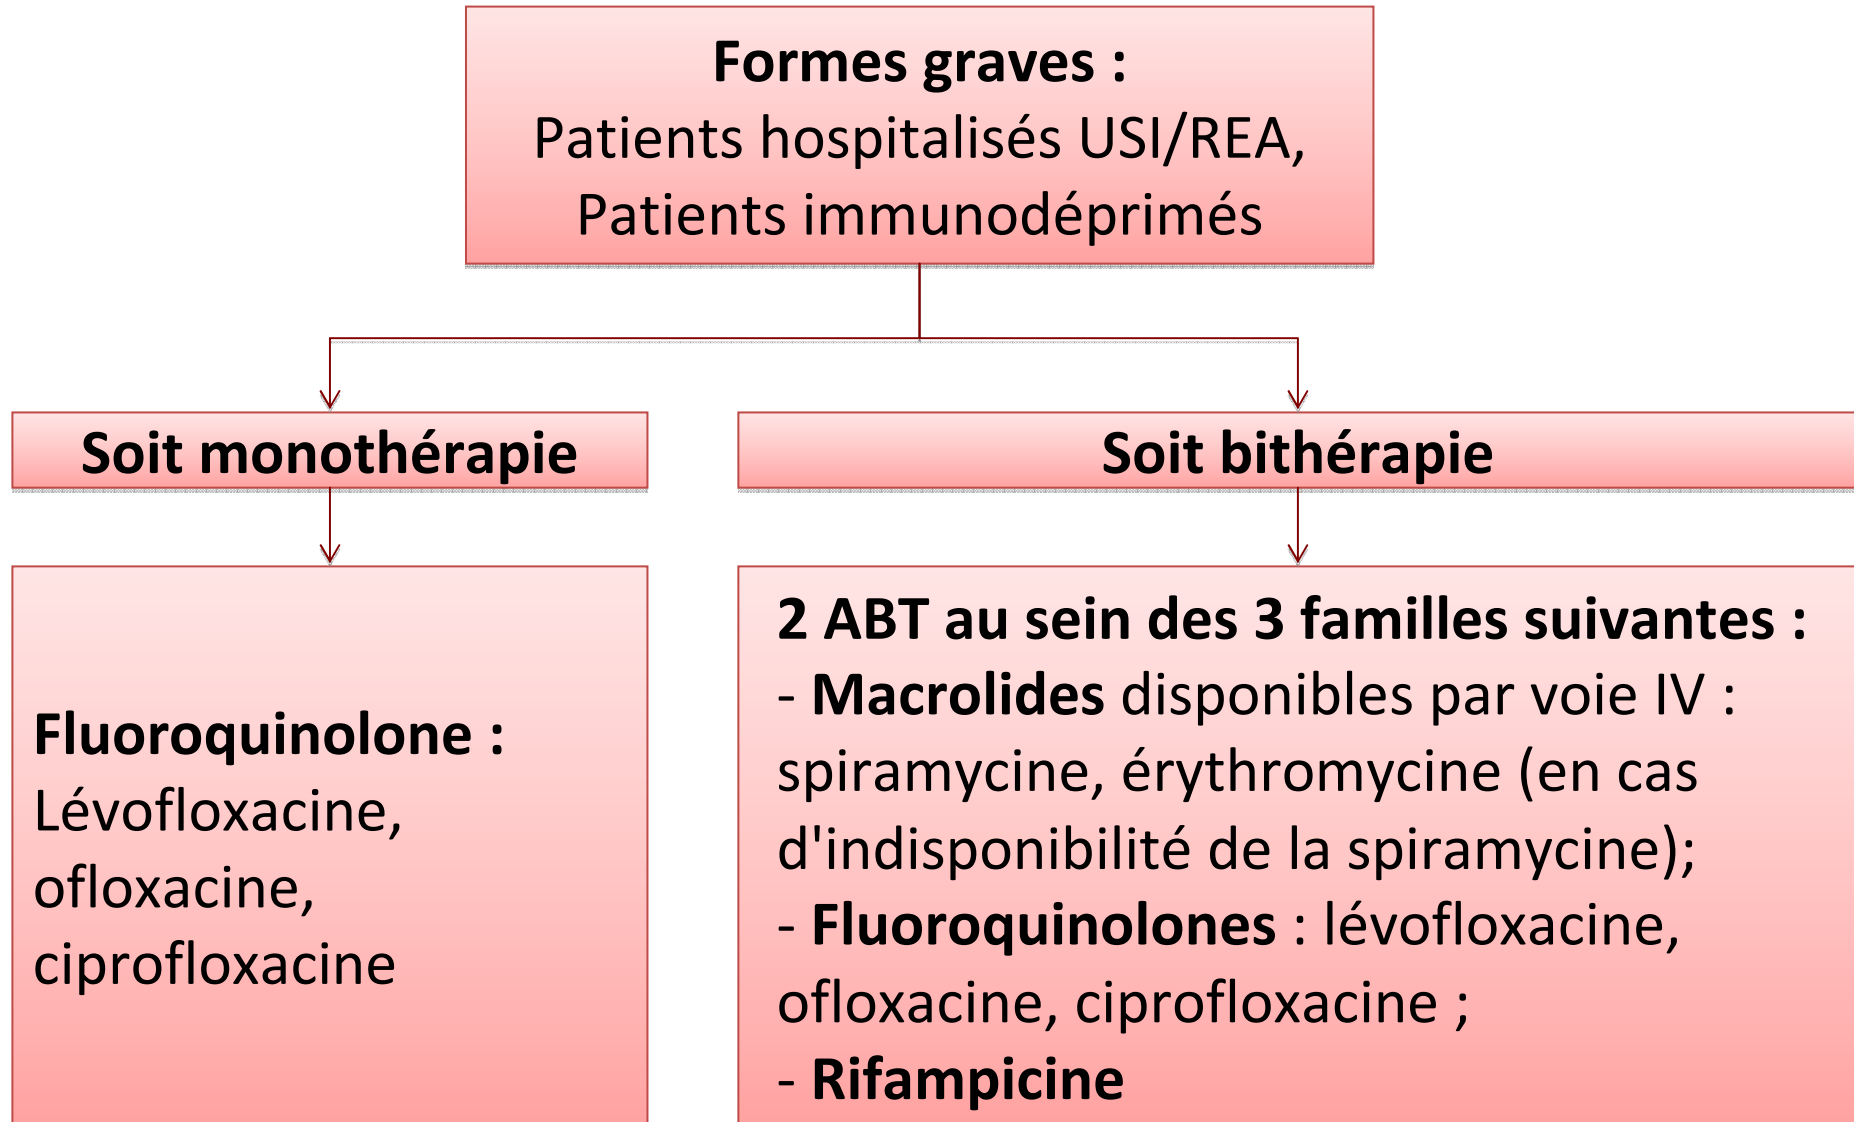 Formes graves :
Patients hospitalisés USI/REA,
Patients immunodéprimés
Soit monothérapie
Soit bithérapie
Fluoroquinolone :
Lévofloxacine,
ofloxacine,
ciprofloxacine
2 ABT au sein des 3 familles suivantes :
- Macrolides disponibles par voie IV :
spiramycine, érythromycine (en cas
d'indisponibilité de la spiramycine);
- Fluoroquinolones : lévofloxacine,
ofloxacine, ciprofloxacine ;
- Rifampicine